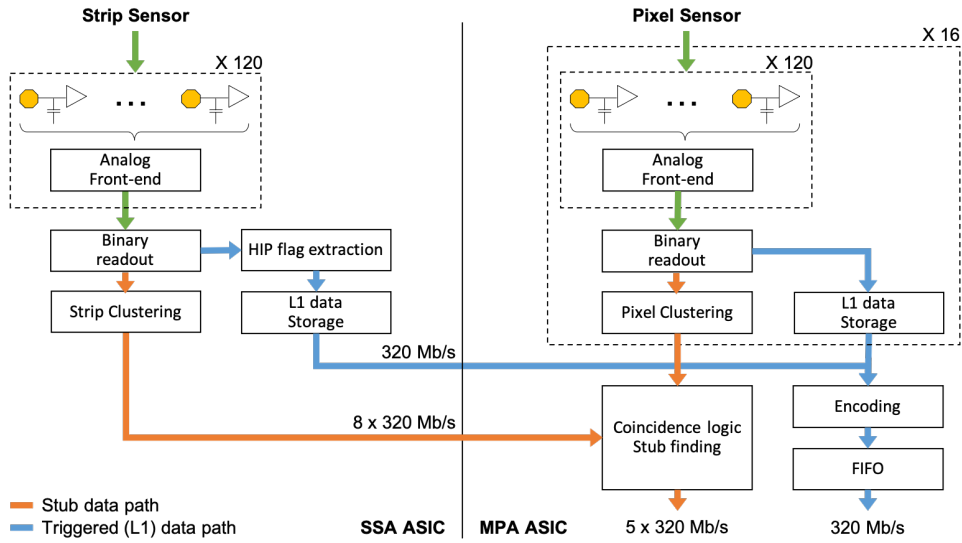 Strip Sensor
Pixel Sensor
X 16
X 120
X 120
...
...
Analog
Front-end
Analog
Front-end
Binary
readout
HIP flag extraction
Binary
readout
Strip Clustering
L1 data
Storage
Pixel Clustering
L1 data
Storage
320 Mb/s
8 x 320 Mb/s
Coincidence logic
Stub finding
Encoding
FIFO
Stub data path
Triggered (L1) data path
SSA ASIC
MPA ASIC
5 x 320 Mb/s
320 Mb/s